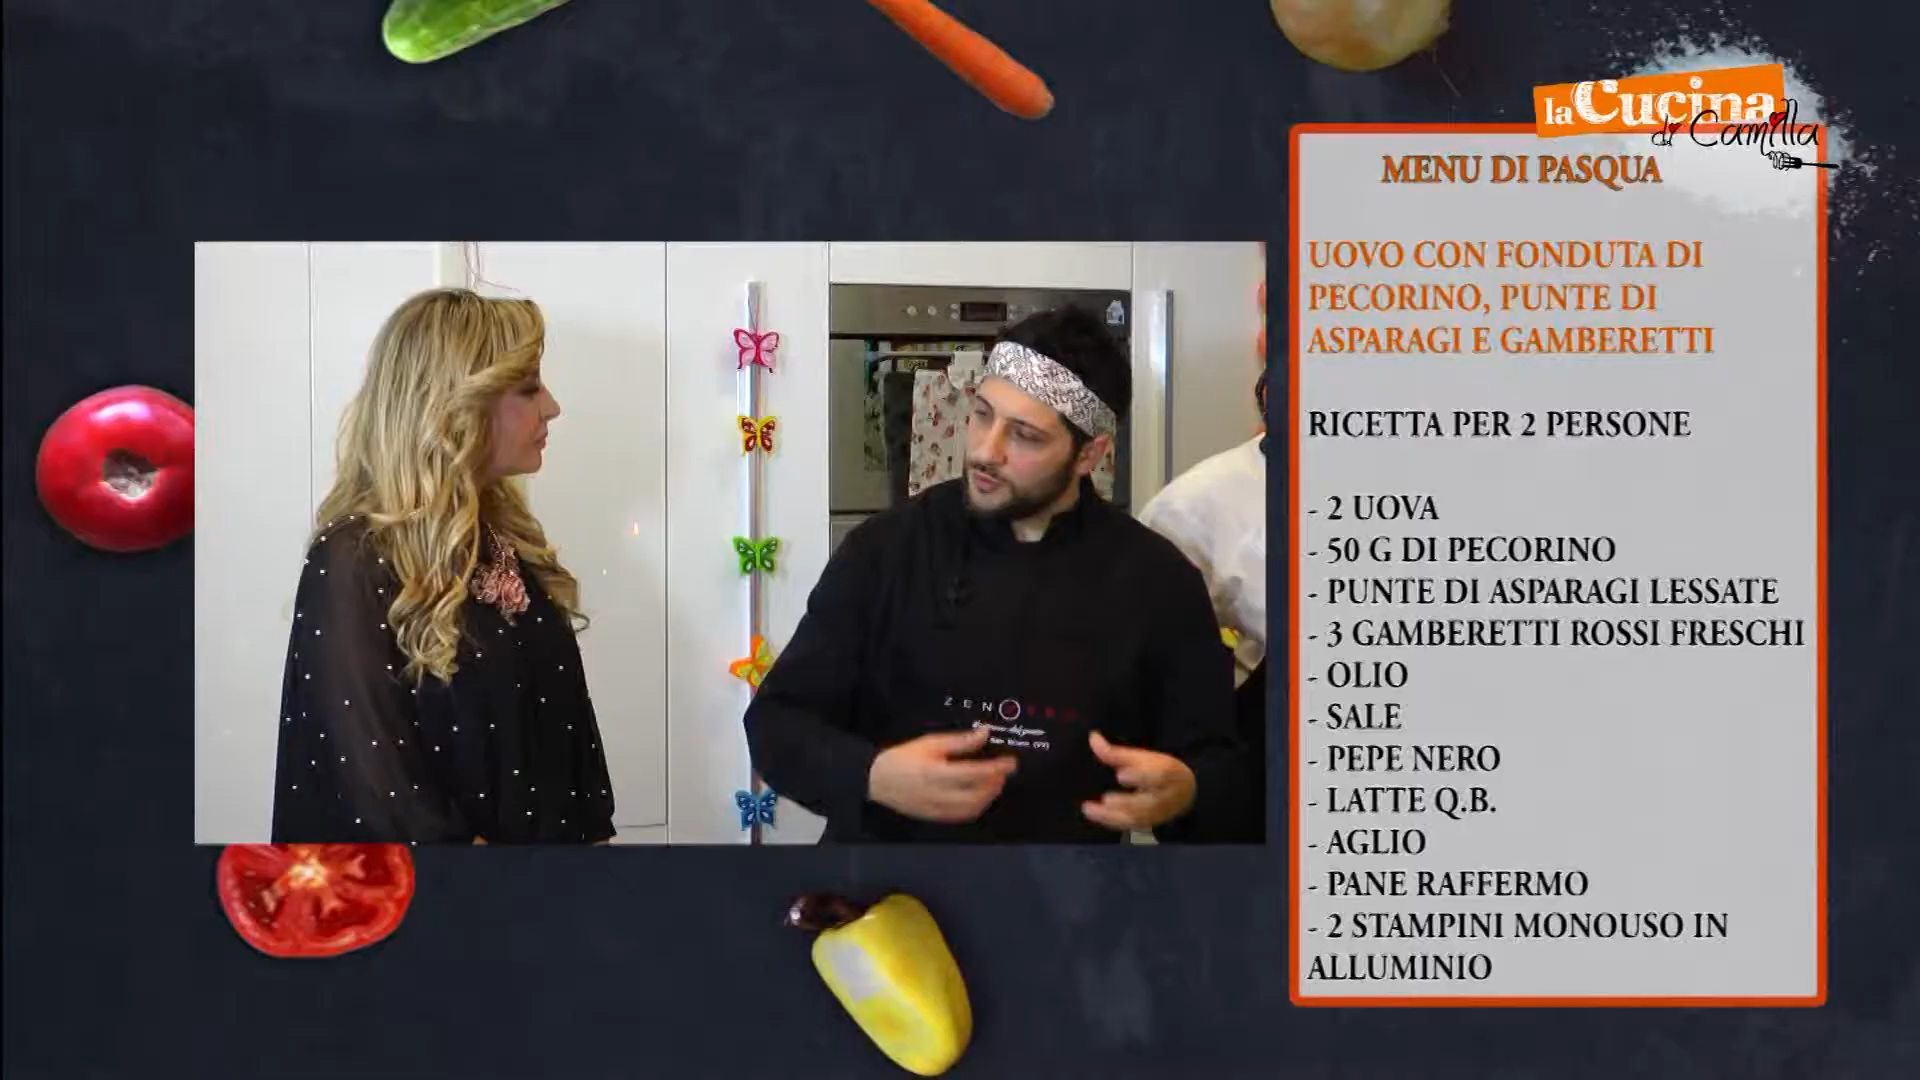 la Cucina
di Camilla
MENU DI PASQUA
UOVO CON FONDUTA DI
PECORINO, PUNTE DI
ASPARAGI E GAMBERETTI
RICETTA PER 2 PERSONE
- 2 UOVA
- 50 G DI PECORINO
- PUNTE DI ASPARAGI LESSATE
- 3 GAMBERETTI ROSSI FRESCHI
- OLIO
- SALE
- PEPE NERO
- LATTE Q.B.
- AGLIO
- PANE RAFFERMO
- 2 STAMPINI MONOUSO IN
ALLUMINIO